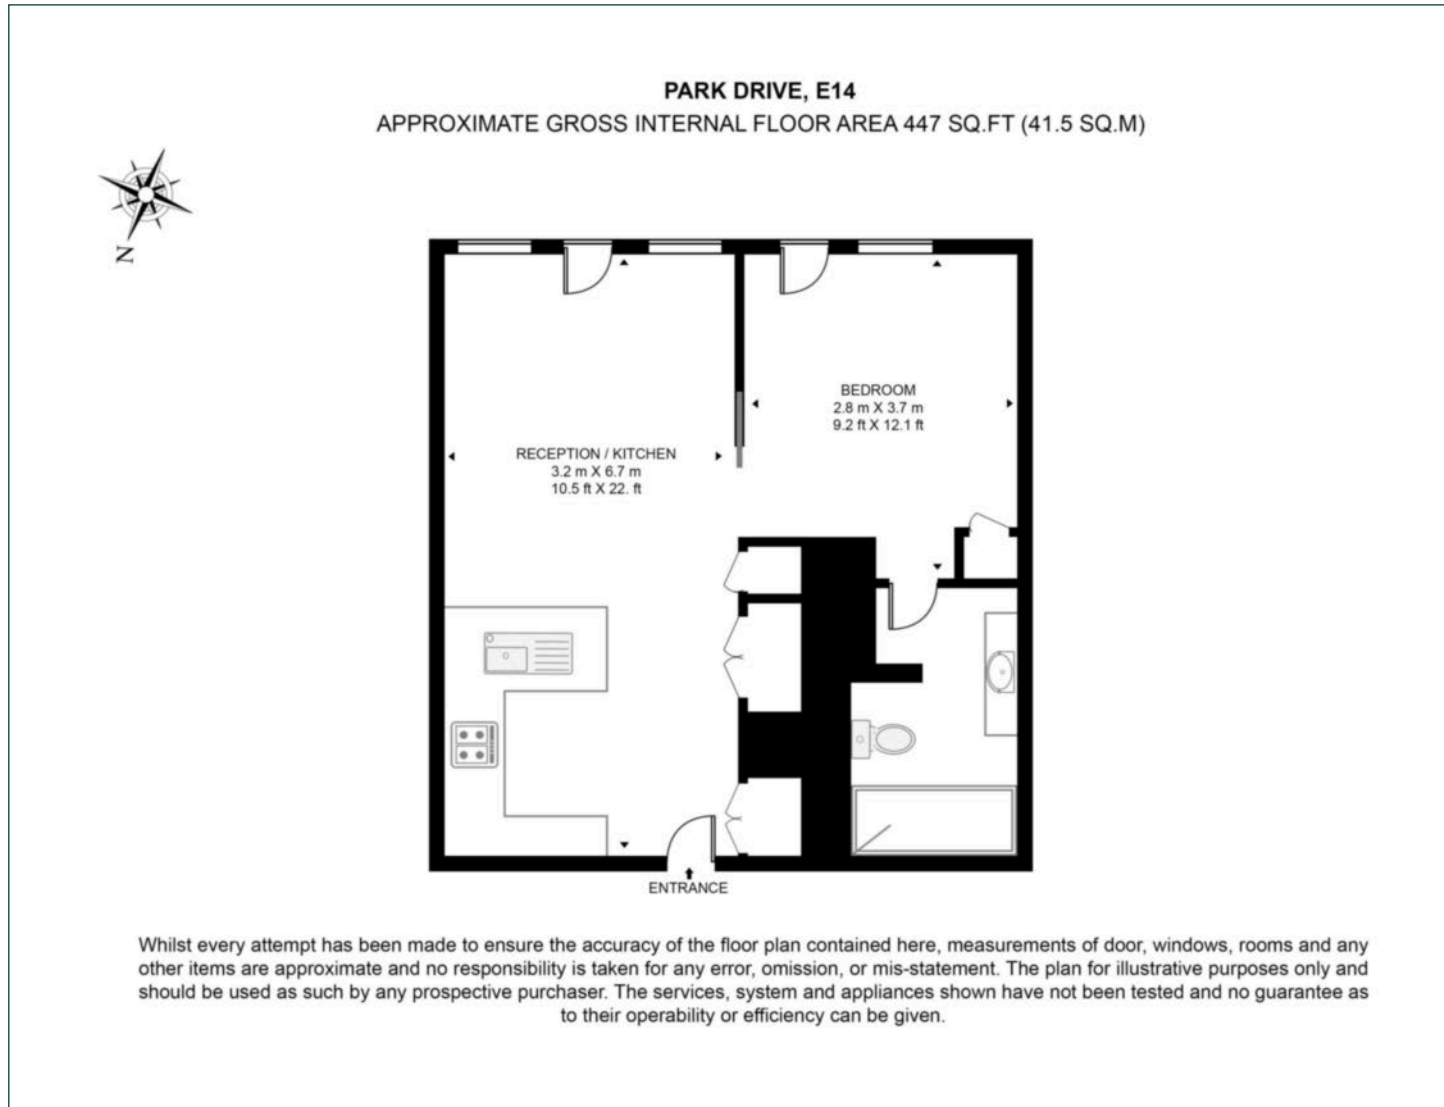 PARK DRIVE, E14
APPROXIMATE GROSS INTERNAL FLOOR AREA 447 SQ.FT (41.5 SQ.M)
N
BEDROOM
2.8 m X 3.7 m
9.2 ft X 12.1 ft
RECEPTION / KITCHEN
3.2 m X 6.7 m
10.5 ft X 22. ft
ENTRANCE
Whilst every attempt has been made to ensure the accuracy of the floor plan contained here, measurements of door, windows, rooms and any
other items are approximate and no responsibility is taken for any error, omission, or mis-statement. The plan for illustrative purposes only and
should be used as such by any prospective purchaser. The services, system and appliances shown have not been tested and no guarantee as
to their operability or efficiency can be given.